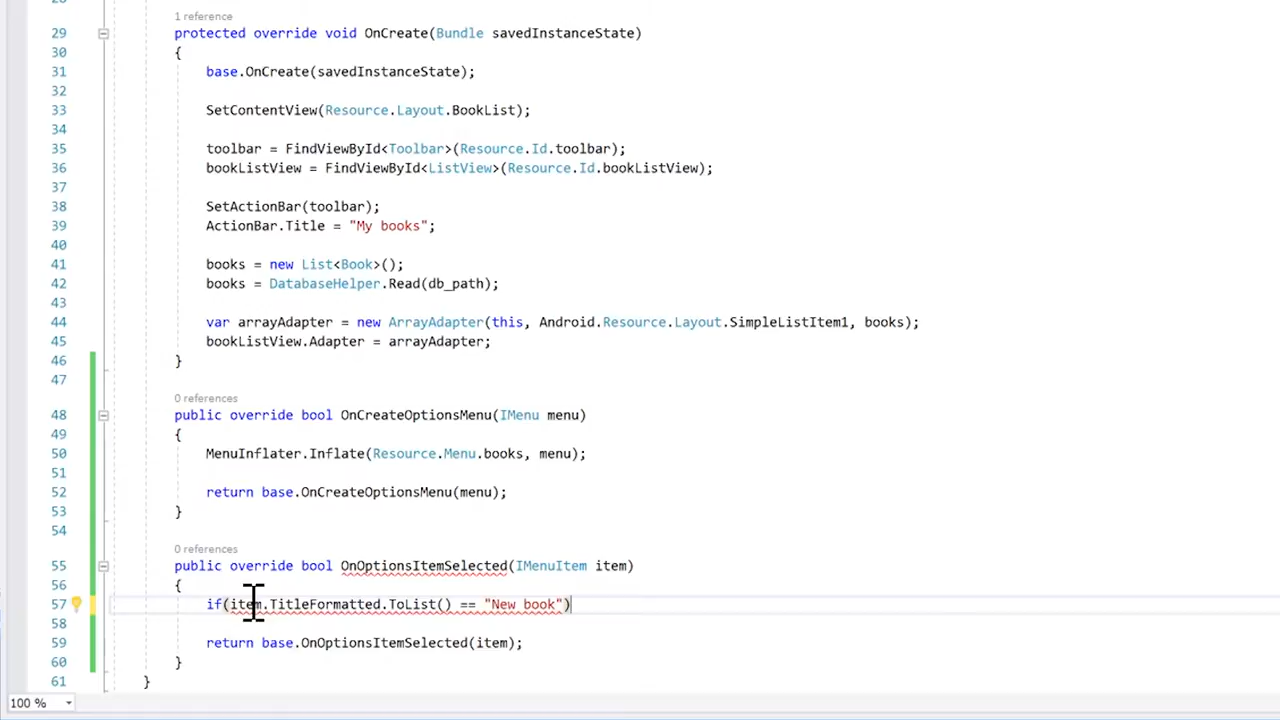 28
1 reference
29 protected override void OnCreate(Bundle savedInstanceState)
30 {
31 base.OnCreate(savedInstanceState);
32
33 SetContentView(Resource.Layout.BookList);
34
35 toolbar = FindViewById<Toolbar>(Resource.Id.toolbar);
36 bookListView = FindViewById<ListView>(Resource.Id.bookListView);
37
38 SetActionBar(toolbar);
39 ActionBar.Title = "My books";
40
41 books = new List<Book>();
42 books = DatabaseHelper.Read(db_path);
43
44 var arrayAdapter = new ArrayAdapter(this, Android.Resource.Layout.SimpleListItem1, books);
45 bookListView.Adapter = arrayAdapter;
46 }
47
0 references
48 public override bool OnCreateOptionsMenu(IMenu menu)
49 {
50 MenuInflater.Inflate(Resource.Menu.books, menu);
51
52 return base.OnCreateOptionsMenu(menu);
53 }
54
0 references
55 public override bool OnOptionsItemSelected(IMenuItem item)
56 {
57 if(item.TitleFormatted.ToList() == "New book")
58
59 return base.OnOptionsItemSelected(item);
60 }
61 }
100 %